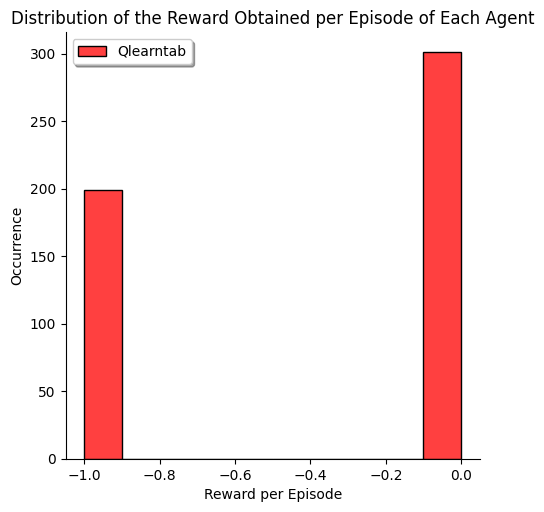 Distribution of the Reward Obtained per Episode of Each Agent
Qlearntab
300
250
200
150
100
50
0
Occurrence
−1.0 −0.8 −0.6 −0.4 −0.2 0.0
Reward per Episode